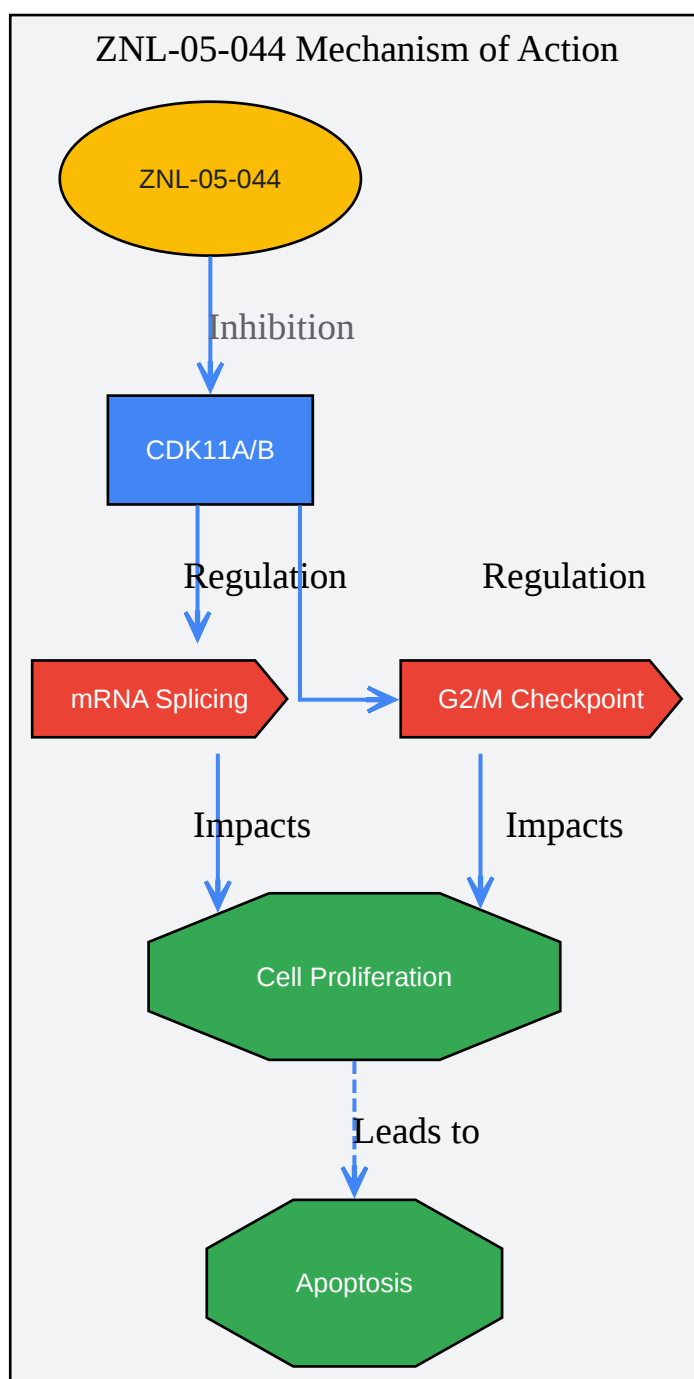 ZNL-05-044 Mechanism of Action
ZNL-05-044
Inhibition
CDK11A/B
Regulation
Regulation
mRNA Splicing
G2/M Checkpoint
Impacts
Impacts
Cell Proliferation
Leads to
Apoptosis